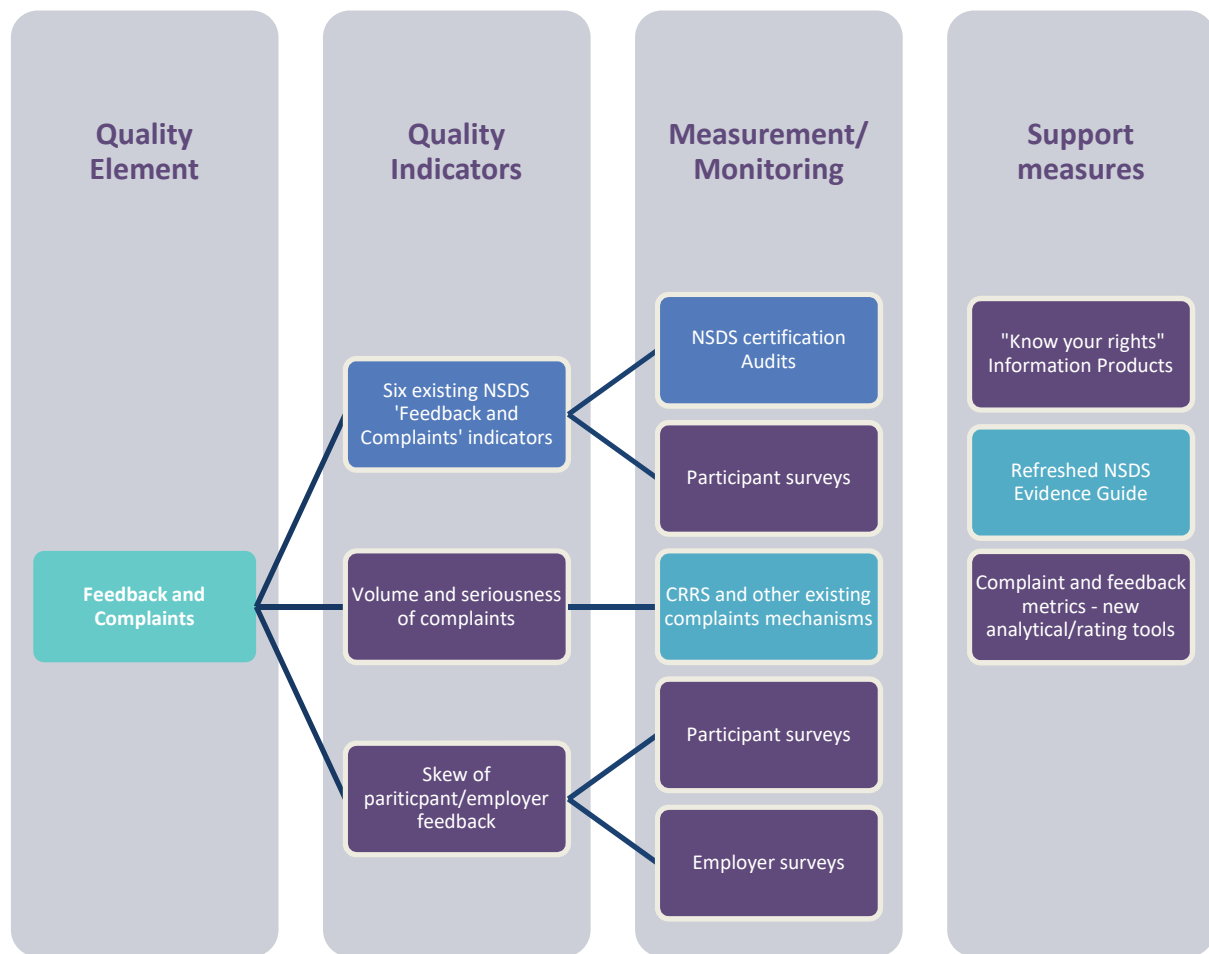 Quality
Element
Quality
Indicators
Measurement/
Monitoring
Support
measures
Feedback and
Complaints
Six existing NSDS
'Feedback and
Complaints' indicators
Volume and seriousness
of complaints
Skew of
pariticpant/employer
feedback
NSDS certification
Audits
Participant surveys
CRRS and other existing
complaints mechanisms
Participant surveys
Employer surveys
"Know your rights"
Information Products
Refreshed NSDS
Evidence Guide
Complaint and feedback
metrics - new
analytical/rating tools